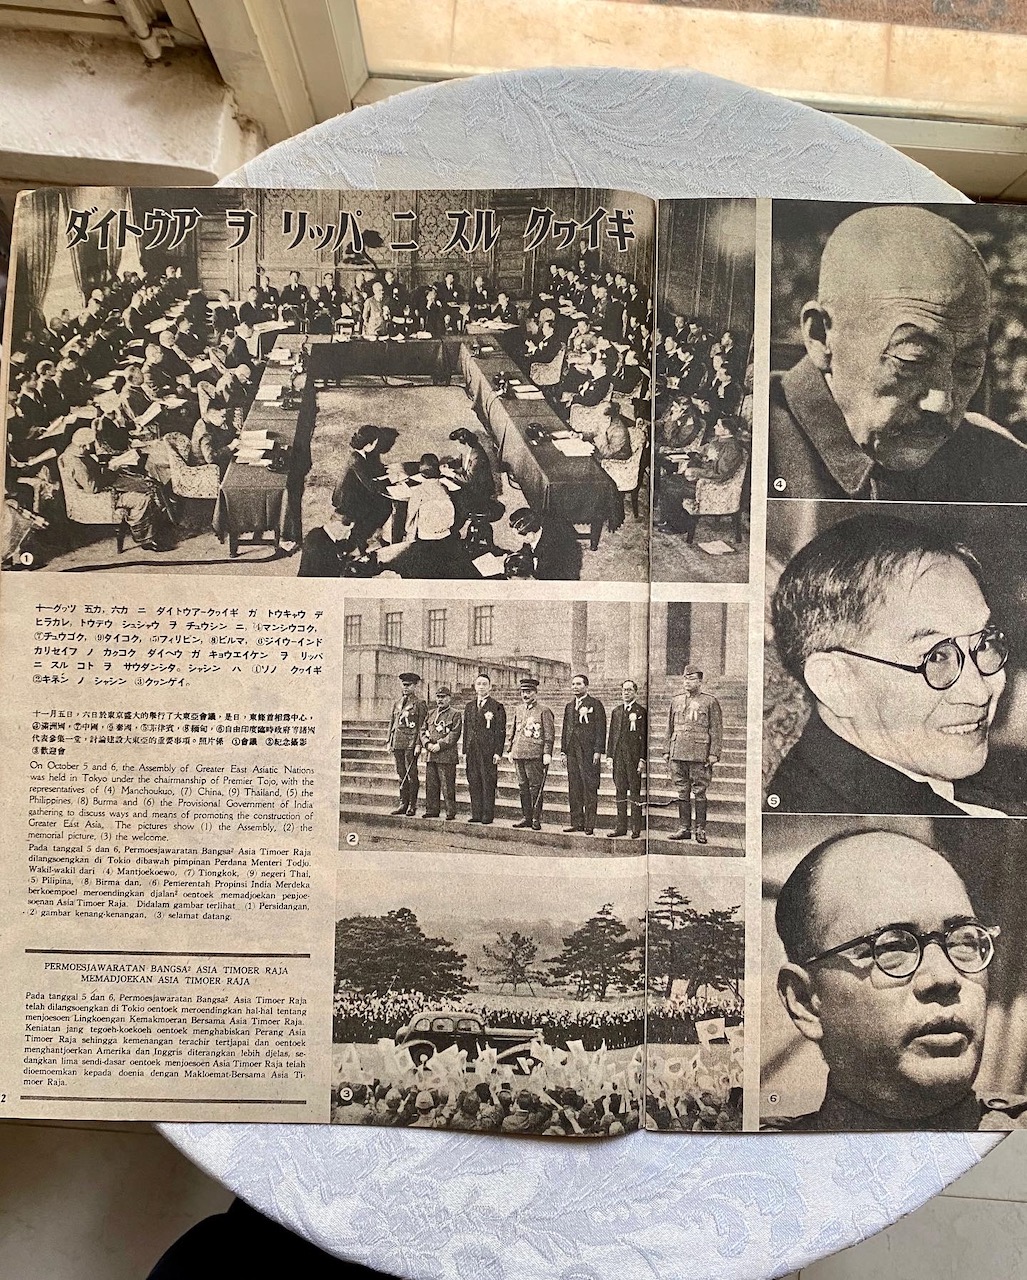 ダイトウア ヲ リッパ ニ スル クヮイギ
十一グッツ 五カ, 六カ ニ ダイトウアークヮイギ ガ トウキャウ デ
ヒラカレ, トウデウ シュシャウ ヲ チュウシン ニ, ④マンシウコク,
⑦チュウゴク, ⑨タイコク, ⑤フィリピン, ⑧ビルマ, ⑥ジイウーインド
カリセイフ ノ カクコク ダイヘウ ガ キョウエイケン ヲ リッパ
ニ スル コト ヲ サウダンシタ。シャシン ハ ①ソノ クヮイギ
②キネン ノ シャシン ③クヮンゲイ。
十一月五日，六日於東京盛大的舉行了大東亞會議，是日，東條首相爲中心，
④滿洲國，⑦中國，⑨泰國，⑤菲律賓，⑧緬甸，⑥自由印度臨時政府等諸國
代表參集一堂，討論建設大東亞的重要事項。照片係 ①會議 ②紀念攝影
③歡迎會
On October 5 and 6, the Assembly of Greater East Asiatic Nations
was held in Tokyo under the chairmanship of Premier Tojo, with the
representatives of (4) Manchoukuo, (7) China, (9) Thailand, (5) the
Philippines, (8) Burma and (6) the Provisional Government of India
gathering to discuss ways and means of promoting the construction of
Greater East Asia. The pictures show (1) the Assembly, (2) the
memorial picture, (3) the welcome.
Pada tanggal 5 dan 6, Permoesjawaratan Bangsa² Asia Timoer Raja
dilangsoengkan di Tokio dibawah pimpinan Perdana Menteri Todjo.
Wakil-wakil dari (4) Mantjoekoewo, (7) Tiongkok, (9) negeri Thai,
(5) Pilipina, (8) Birma dan, (6) Pemerentah Propinsi India Merdeka
berkoempoel meroendingkan djalan² oentoek memadjoekan penjoe-
soenan Asia Timoer Raja. Didalam gambar terlihat (1) Persidangan,
(2) gambar kenang-kenangan, (3) selamat datang.
PERMOESJAWARATAN BANGSA² ASIA TIMOER RAJA
MEMADJOEKAN ASIA TIMOER RAJA
Pada tanggal 5 dan 6, Permoesjawaratan Bangsa² Asia Timoer Raja
telah dilangsoengkan di Tokio oentoek meroendingkan hal-hal tentang
menjoesoen Lingkoengan Kemakmoeran Bersama Asia Timoer Raja.
Keniatan jang tegoeh-koekoeh oentoek menghabiskan Perang Asia
Timoer Raja sehingga kemenangan terachir tertjapai dan oentoek
menghantjoerkan Amerika dan Inggris diterangkan lebih djelas, se-
dangkan lima sendi-dasar oentoek menjoesoen Asia Timoer Raja telah
dioemoemkan kepada doenia dengan Makloemat-Bersama Asia Ti-
moer Raja.
2
①
②
③
④
⑤
⑥